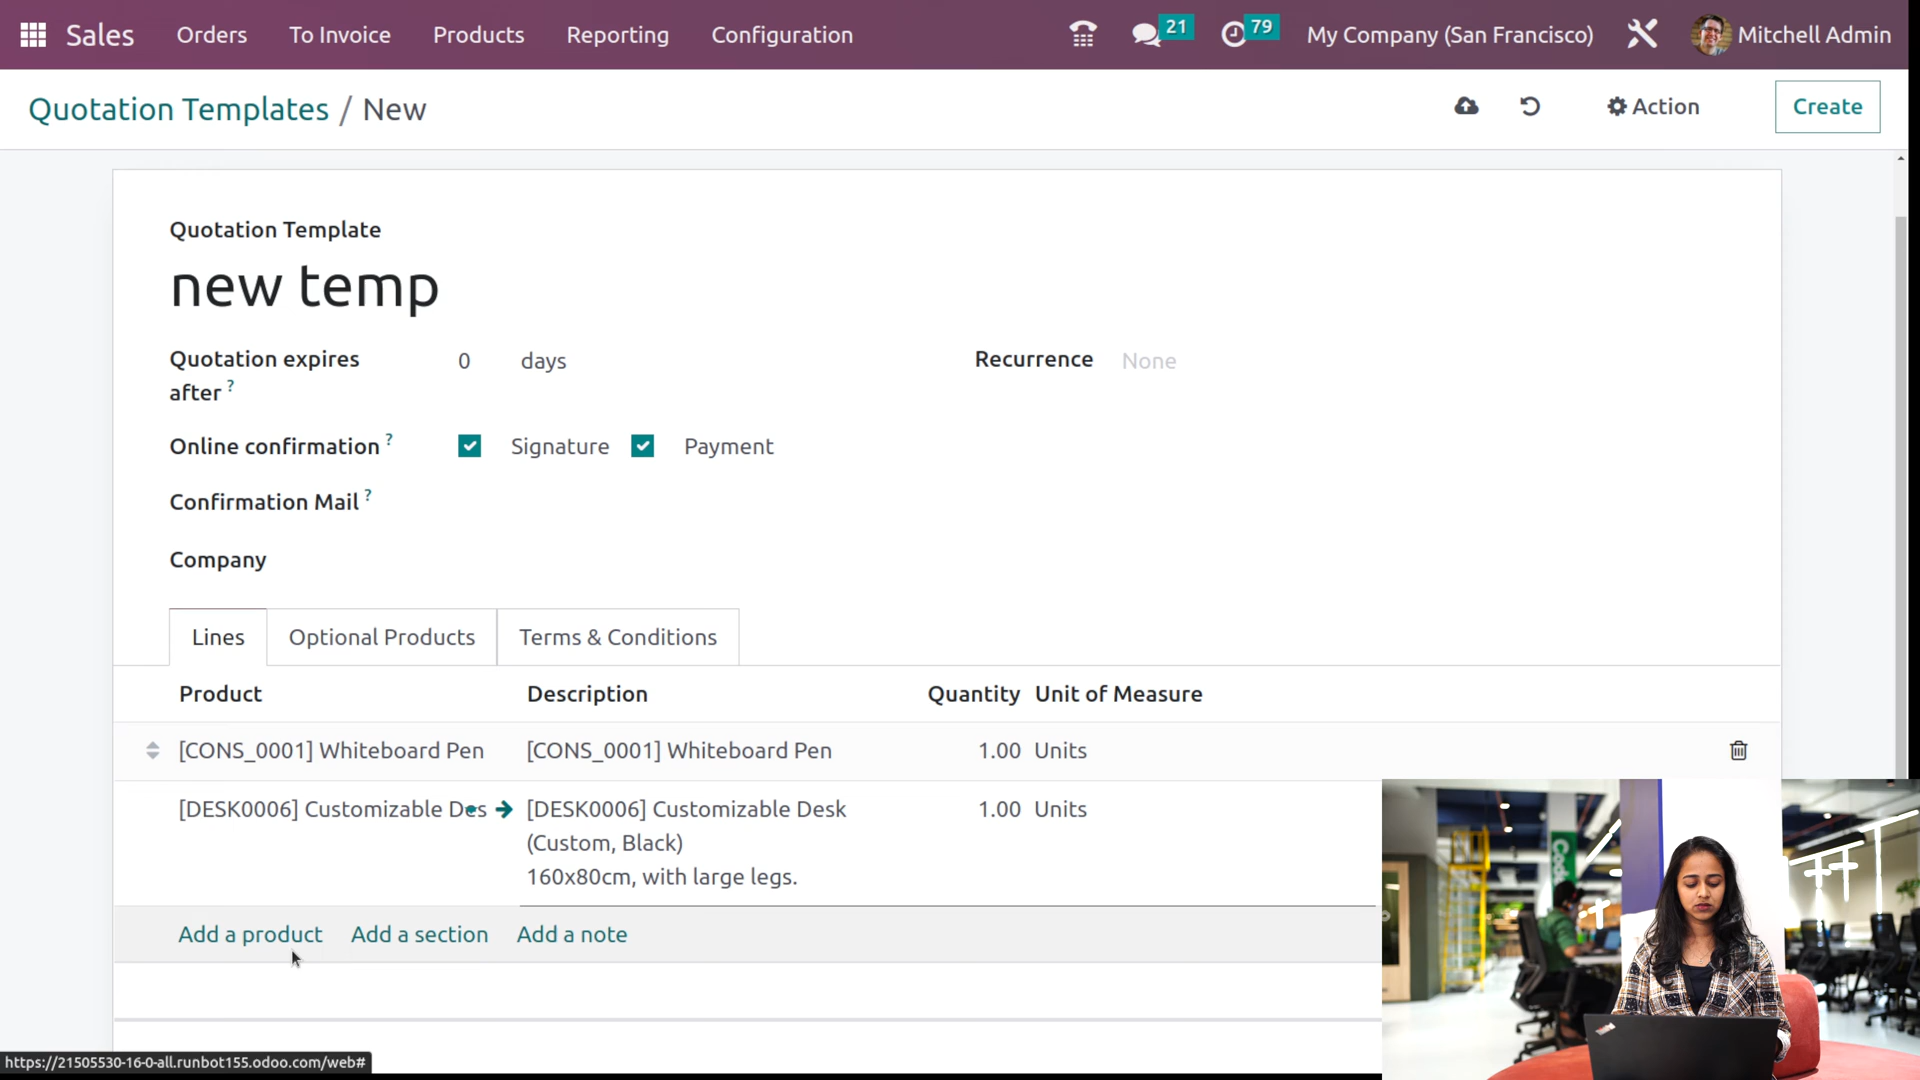 Sales Orders To Invoice Products Reporting Configuration 21 79 My Company (San Francisco) Mitchell Admin
Quotation Templates / New Action Create
Quotation Template
new temp
Quotation expires after ? 0 days Recurrence None
Online confirmation ? Signature Payment
Confirmation Mail ?
Company
Lines Optional Products Terms & Conditions
Product Description Quantity Unit of Measure
[CONS_0001] Whiteboard Pen [CONS_0001] Whiteboard Pen 1.00 Units
[DESK0006] Customizable Des [DESK0006] Customizable Desk 1.00 Units
(Custom, Black)
160x80cm, with large legs.
Add a product Add a section Add a note
https://21505530-16-0-all.runbot155.odoo.com/web#